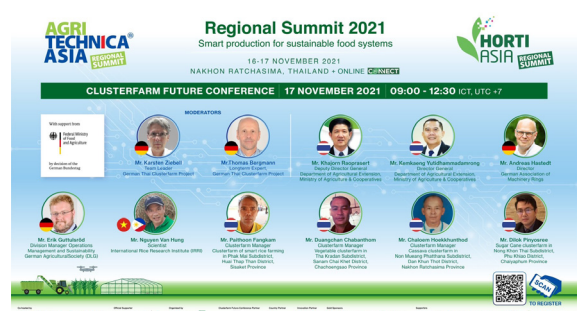 AGRI
TECHNICA®
ASIA REGIONAL SUMMIT
Regional Summit 2021
Smart production for sustainable food systems
16-17 NOVEMBER 2021
NAKHON RATCHASIMA, THAILAND + ONLINE CONNECT
HORTI
ASIA REGIONAL SUMMIT
CLUSTERFARM FUTURE CONFERENCE | 17 NOVEMBER 2021 | 09:00 - 12:30 ICT, UTC +7
With support from
Federal Ministry
of Food
and Agriculture
by decision of the
German Bundestag
MODERATORS
Mr. Karsten Ziebell
Team Leader
German Thai Clusterfarm Project
Mr.Thomas Bergmann
Longterm Expert
German Thai Clusterfarm Project
Mr. Khajorn Rauprasert
Deputy Director General
Department of Agricultural Extension,
Ministry of Agriculture & Cooperatives
Mr. Kemkaeng Yutidhammadamrong
Director General
Department of Agricultural Extension,
Ministry of Agriculture & Cooperatives
Mr. Andreas Hastedt
Director
German Association of
Machinery Rings
Mr. Erik Guttulsröd
Division Manager Operations
Management and Sustainability
German AgriculturalSociety (DLG)
Mr. Nguyen Van Hung
Scientist
International Rice Research Institute (IRRI)
Mr. Paithoon Fangkam
Clusterfarm Manager
Clusterfarm of smart rice farming
in Phak Mai Subdistrict,
Huai Thap Than District,
Sisaket Province
Mr. Duangchan Chabanthom
Clusterfarm Manager
Vegetable clusterfarm in
Tha Kradan Subdistrict,
Sanam Chai Khet District,
Chachoengsao Province
Mr. Chaloem Hoekkhunthod
Clusterfarm Manager
Cassava clusterfarm in
Non Mueang Phatthana Subdistrict,
Dan Khun Thot District,
Nakhon Ratchasima Province
Mr. Dilok Pinyosree
Sugar Cane clusterfarm in
Nong Khon Thai Subdistrict,
Phu Khiao District,
Chaiyaphum Province
SCAN
TO REGISTER